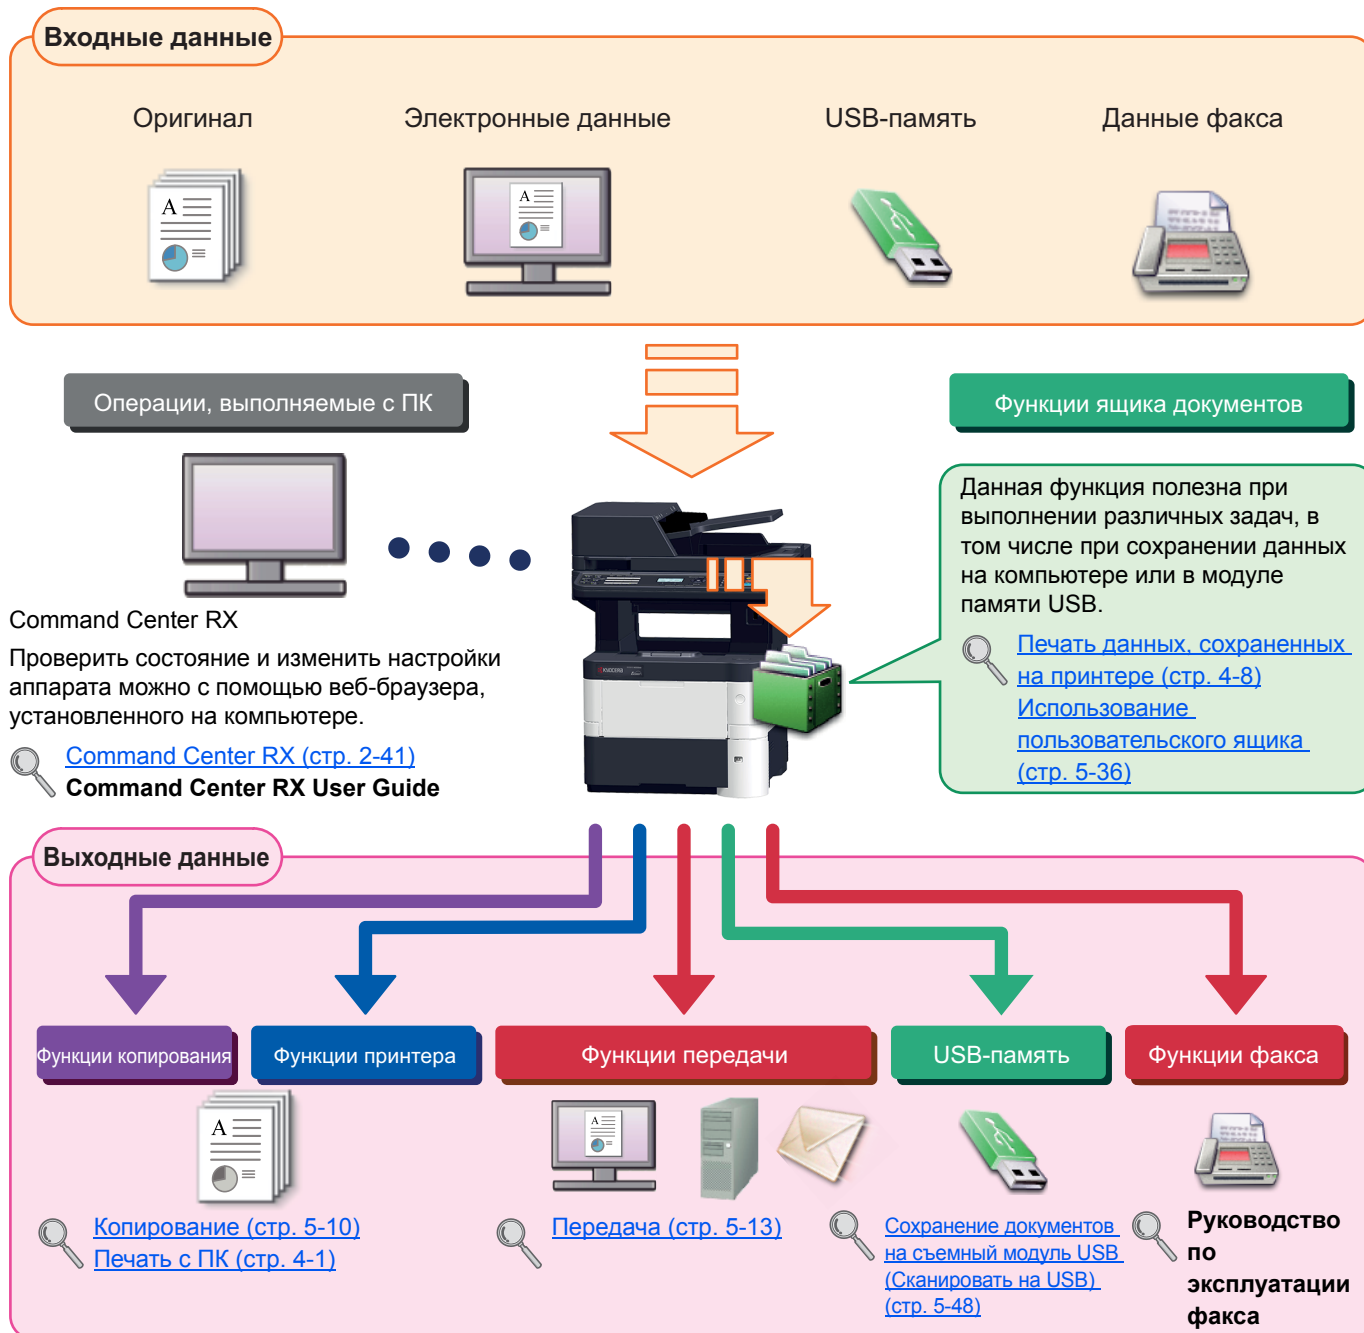 Входные данные
Оригинал
Электронные данные
USB-память
Данные факса
A
A
Операции, выполняемые с ПК
Функции ящика документов
Command Center RX
Проверить состояние и изменить настройки
аппарата можно с помощью веб-браузера,
установленного на компьютере.
Command Center RX (стр. 2-41)
Command Center RX User Guide
KYOCERA
Данная функция полезна при
выполнении различных задач, в
том числе при сохранении данных
на компьютере или в модуле
памяти USB.
Печать данных, сохраненных
на принтере (стр. 4-8)
Использование
пользовательского ящика
(стр. 5-36)
Выходные данные
Функции копирования
Функции принтера
Функции передачи
USB-память
Функции факса
A
A
Копирование (стр. 5-10)
Печать с ПК (стр. 4-1)
Передача (стр. 5-13)
Сохранение документов
на съемный модуль USB
(Сканировать на USB)
(стр. 5-48)
Руководство
по
эксплуатации
факса